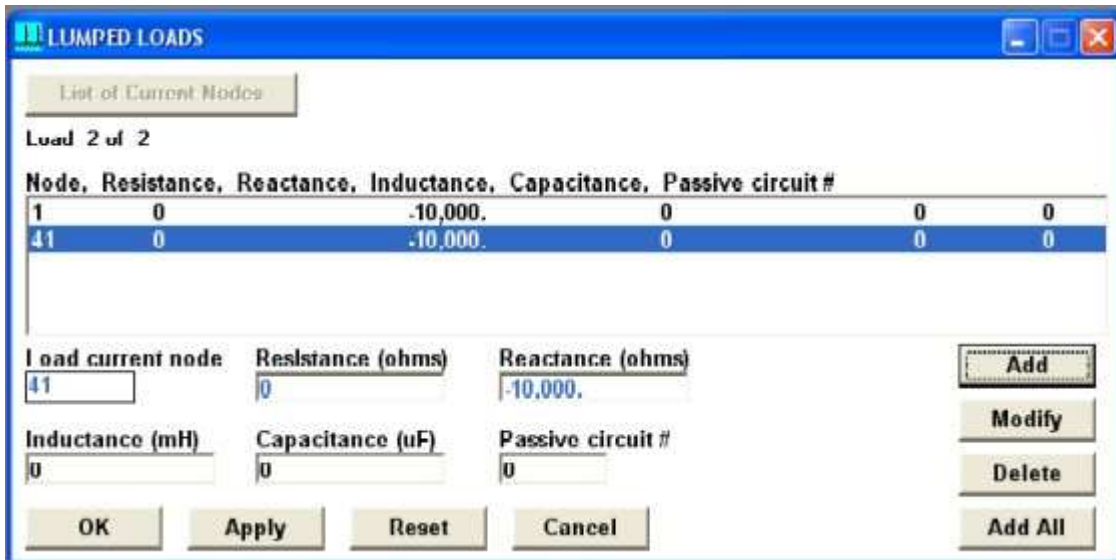 LUMPED LOADS
List of Current Nodes
Load 2 of 2
Node, Resistance, Reactance, Inductance, Capacitance, Passive circuit #
1 0 -10,000. 0 0 0
41 0 -10,000. 0 0 0
Load current node Resistance (ohms) Reactance (ohms)
41 0 -10,000.
Add
Modify
Inductance (mH) Capacitance (uF) Passive circuit #
0 0 0
Delete
OK Apply Reset Cancel Add All